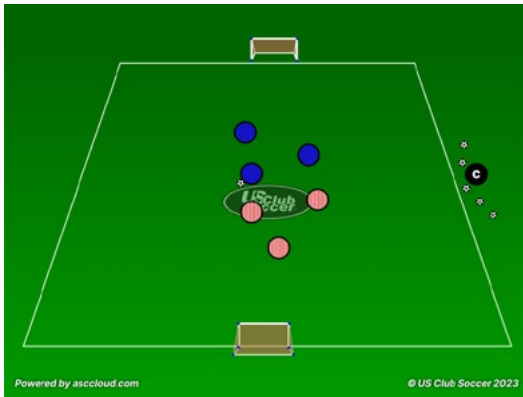 C
US Club
Soccer
Powered by asccloud.com
© US Club Soccer 2023